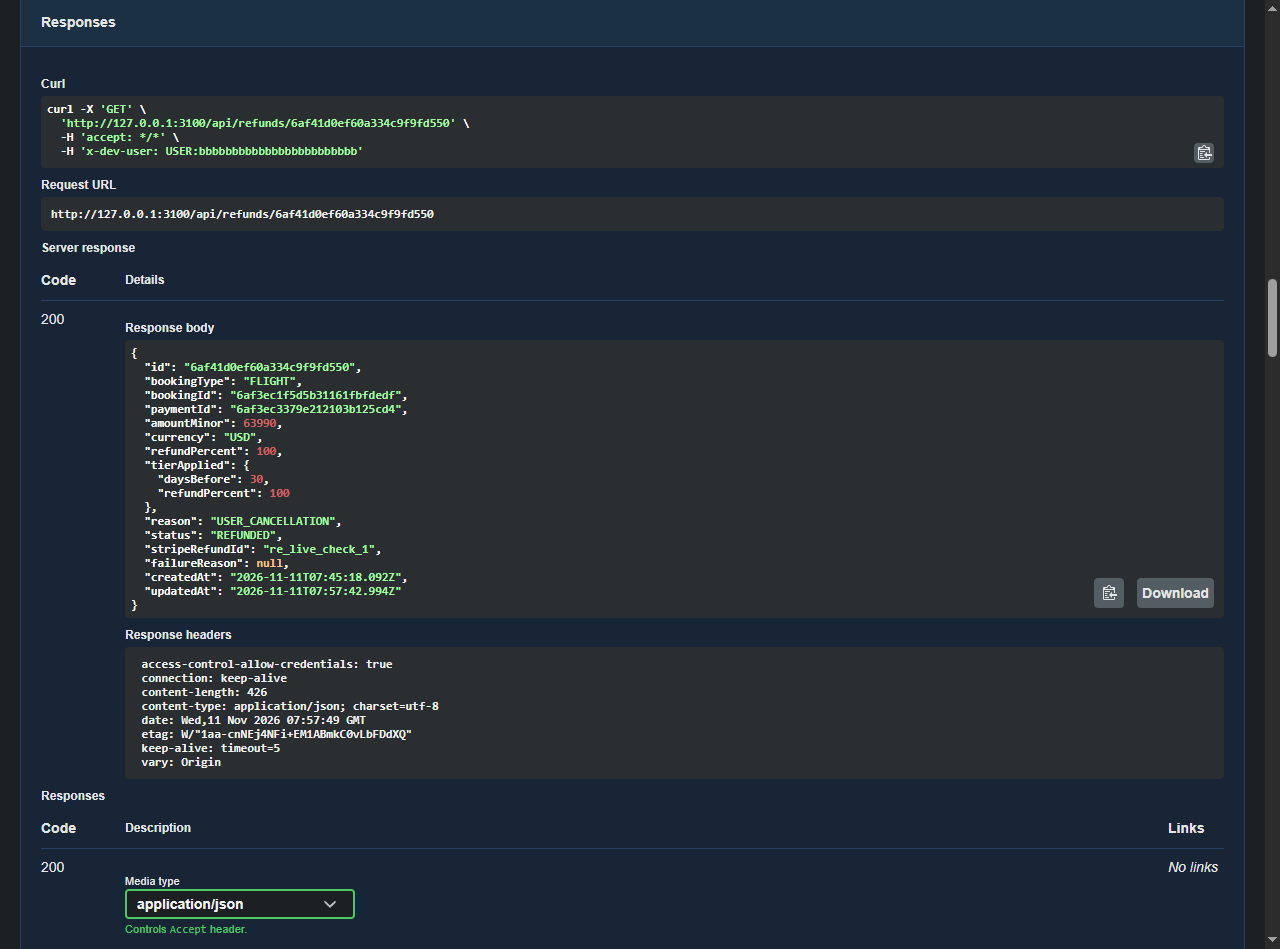 Responses
Curl
curl -X 'GET' \
  'http://127.0.0.1:3100/api/refunds/6af41d0ef60a334c9f9fd550' \
  -H 'accept: */*' \
  -H 'x-dev-user: USER:bbbbbbbbbbbbbbbbbbbbbbbb'
Request URL
http://127.0.0.1:3100/api/refunds/6af41d0ef60a334c9f9fd550
Server response
Code Details
200
Response body
{
  "id": "6af41d0ef60a334c9f9fd550",
  "bookingType": "FLIGHT",
  "bookingId": "6af3ec1f5d5b31161fbfdedf",
  "paymentId": "6af3ec3379e212103b125cd4",
  "amountMinor": 63990,
  "currency": "USD",
  "refundPercent": 100,
  "tierApplied": {
    "daysBefore": 30,
    "refundPercent": 100
  },
  "reason": "USER_CANCELLATION",
  "status": "REFUNDED",
  "stripeRefundId": "re_live_check_1",
  "failureReason": null,
  "createdAt": "2026-11-11T07:45:18.092Z",
  "updatedAt": "2026-11-11T07:57:42.994Z"
}
Download
Response headers
access-control-allow-credentials: true
connection: keep-alive
content-length: 426
content-type: application/json; charset=utf-8
date: Wed,11 Nov 2026 07:57:49 GMT
etag: W/"1aa-cnNEj4NFi+EM1ABmkC0vLbFDdXQ"
keep-alive: timeout=5
vary: Origin
Responses
Code Description Links
200 No links
Media type
application/json
Controls Accept header.